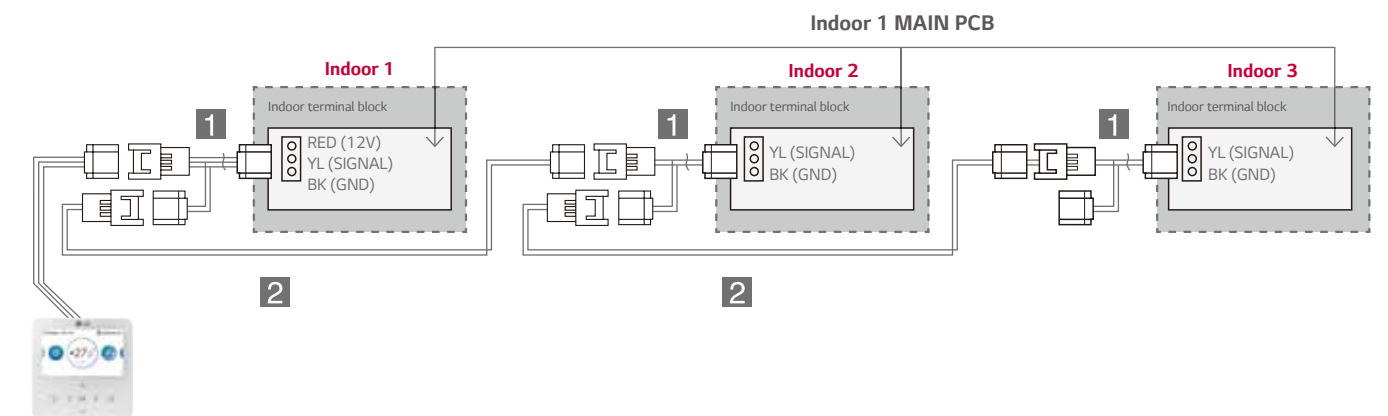 Indoor 1 MAIN PCB
Indoor 1
Indoor 2
Indoor 3
Indoor terminal block
Indoor terminal block
Indoor terminal block
1
RED (12V)
YL (SIGNAL)
BK (GND)
1
YL (SIGNAL)
BK (GND)
1
YL (SIGNAL)
BK (GND)
2
2
27